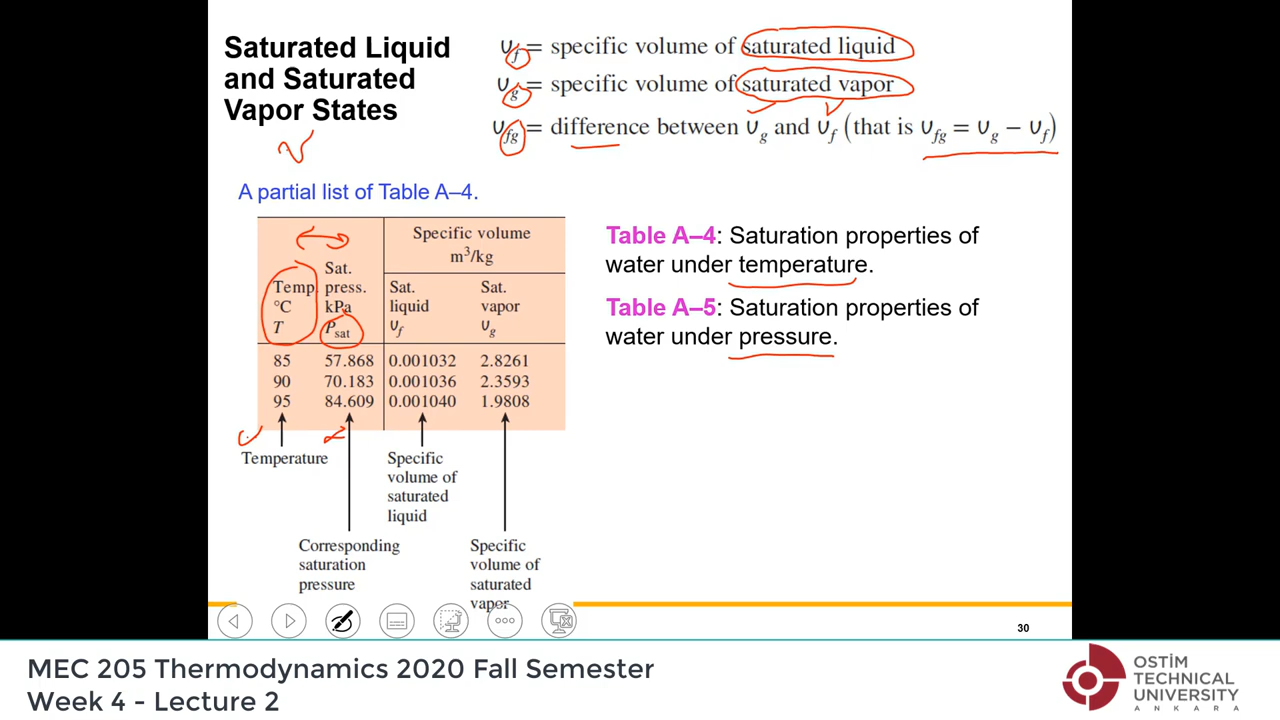 Saturated Liquid
and Saturated
Vapor States
υf = specific volume of saturated liquid
υg = specific volume of saturated vapor
υfg = difference between υg and υf (that is υfg = υg – υf)
A partial list of Table A–4.
Specific volume
m³/kg
Temp.
°C
T
Sat.
press.
kPa
Psat
Sat.
liquid
υf
Sat.
vapor
υg
85 57.868 0.001032 2.8261
90 70.183 0.001036 2.3593
95 84.609 0.001040 1.9808
Temperature
Corresponding
saturation
pressure
Specific
volume of
saturated
liquid
Specific
volume of
saturated
vapor
Table A–4: Saturation properties of
water under temperature.
Table A–5: Saturation properties of
water under pressure.
30
MEC 205 Thermodynamics 2020 Fall Semester
Week 4 - Lecture 2
OSTİM
TECHNICAL
UNIVERSITY
ANKARA